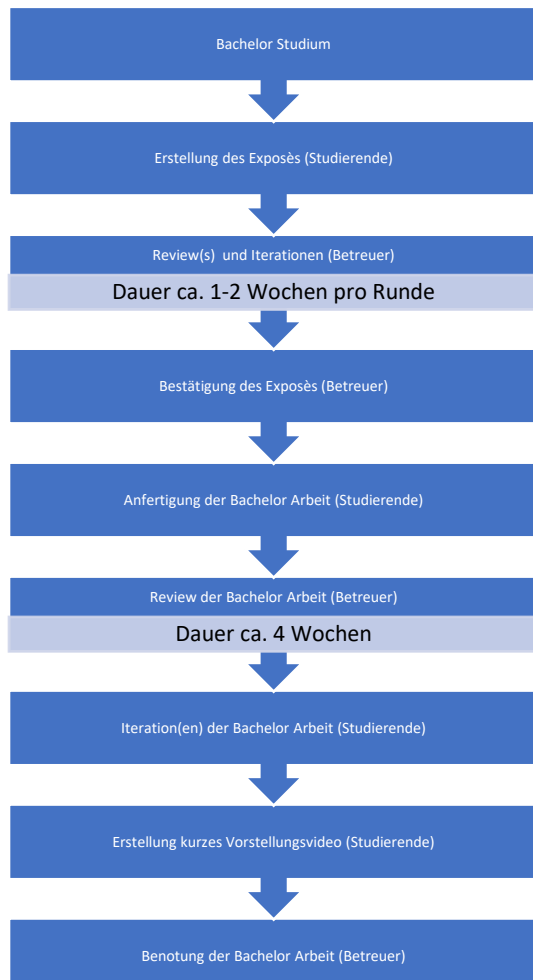 Bachelor Studium
Erstellung des Exposès (Studierende)
Review(s) und Iterationen (Betreuer)
Dauer ca. 1-2 Wochen pro Runde
Bestätigung des Exposès (Betreuer)
Anfertigung der Bachelor Arbeit (Studierende)
Review der Bachelor Arbeit (Betreuer)
Dauer ca. 4 Wochen
Iteration(en) der Bachelor Arbeit (Studierende)
Erstellung kurzes Vorstellungsvideo (Studierende)
Benotung der Bachelor Arbeit (Betreuer)